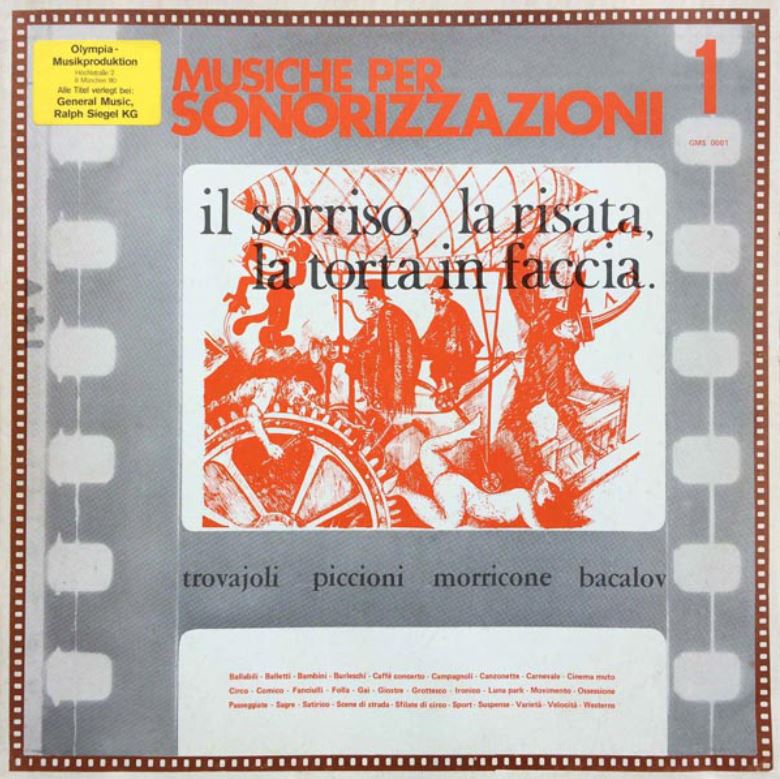 Olympia -
Musikproduktion
Hochlstraße 2
8 München 80
Alle Titel verlegt bei:
General Music,
Ralph Siegel KG
MUSICHE PER
SONORIZZAZIONI
1
GMS 0001
il sorriso, la risata,
la torta in faccia.
trovajoli piccioni morricone bacalov
Ballabili - Balletti - Bambini - Burleschi - Caffè concerto - Campagnoli - Canzonette - Carnevale - Cinema muto
Circo - Comico - Fanciulli - Folla - Gai - Giostre - Grottesco - Ironico - Luna park - Movimento - Ossessione
Passeggiate - Sagre - Satirico - Scene di strada - Sfilate di circo - Sport - Suspense - Varietà - Velocità - Westerns